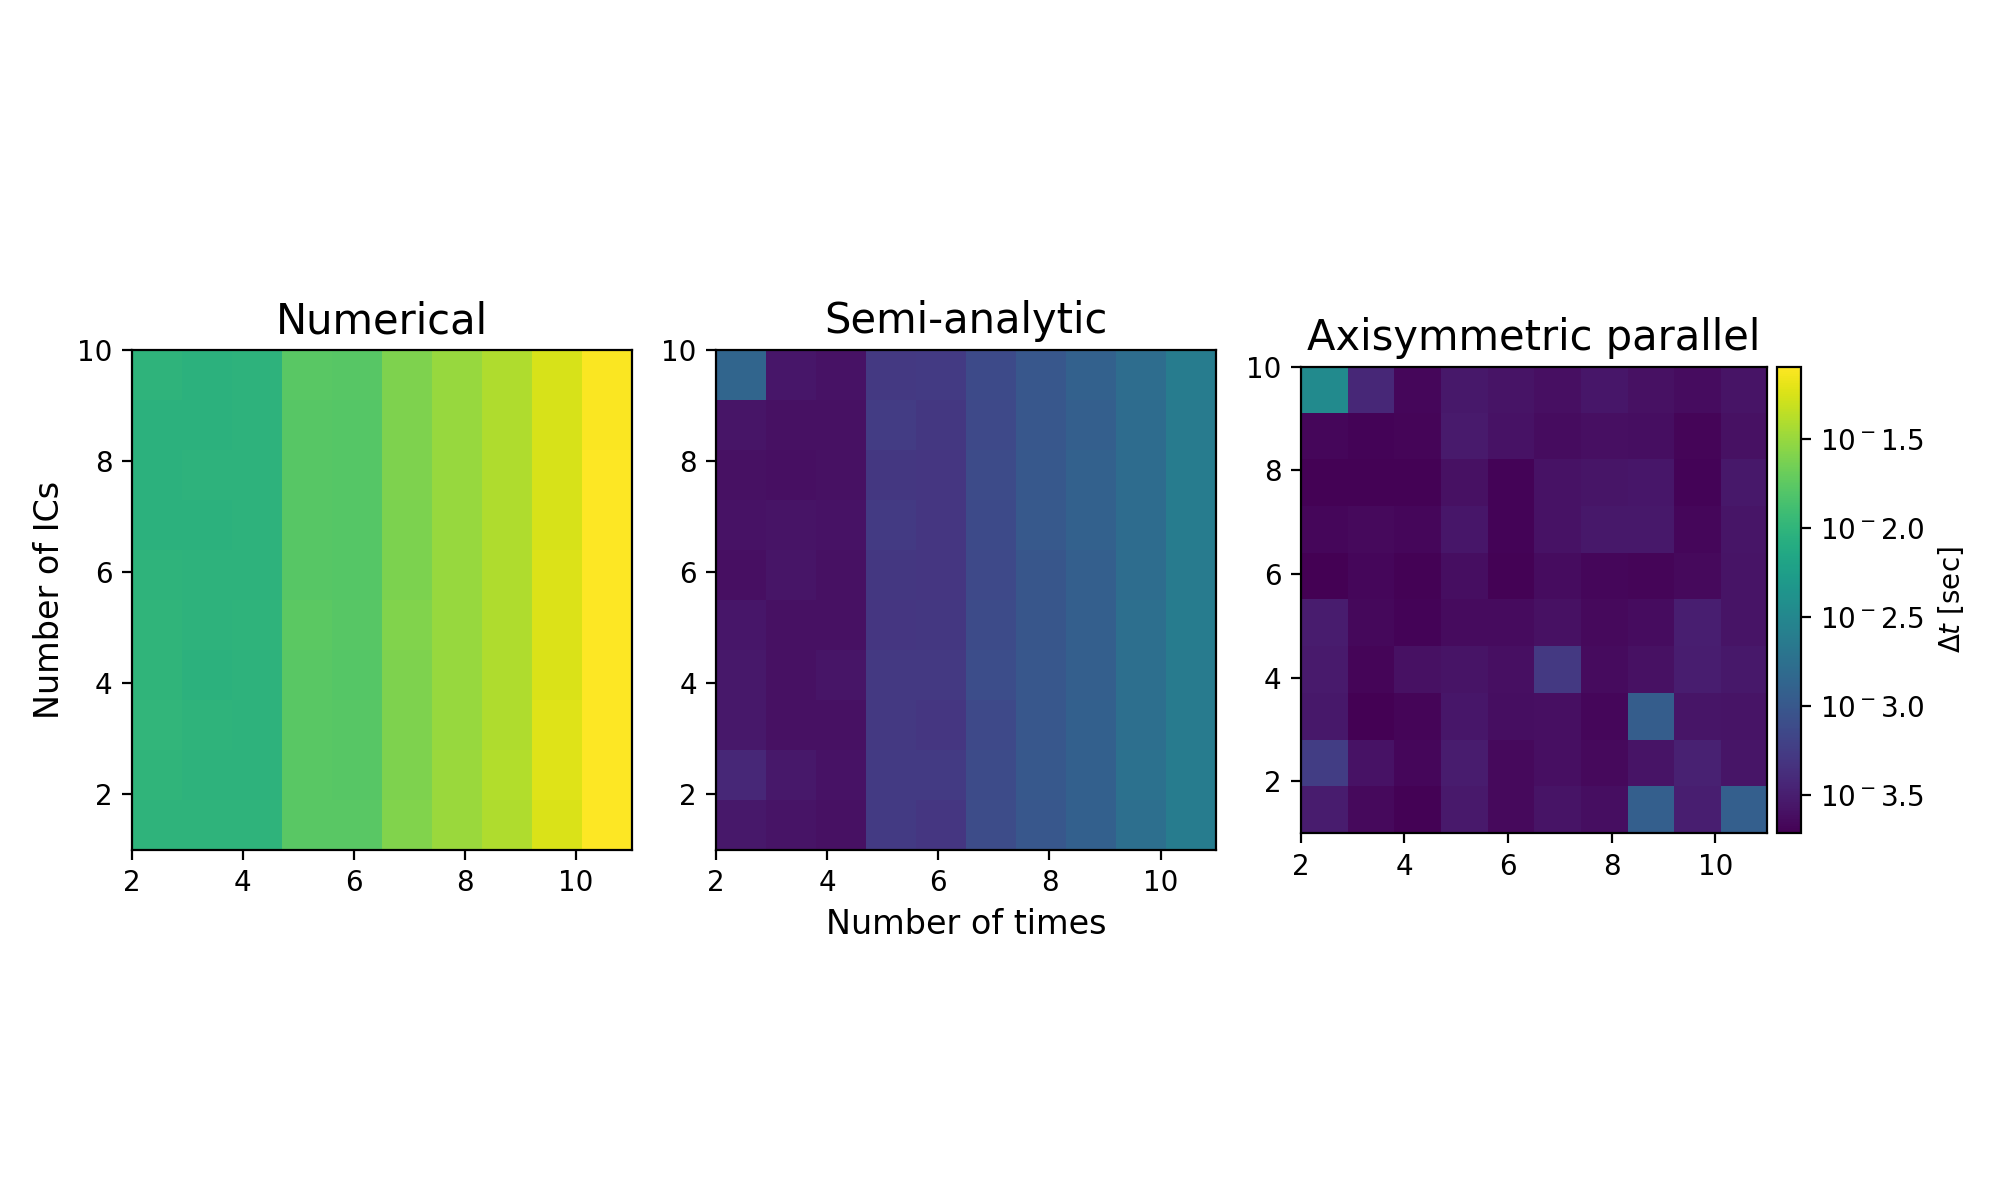 Numerical
Semi-analytic
Axisymmetric parallel
10
8
6
4
2
2 4 6 8 10
Number of ICs
10
8
6
4
2
2 4 6 8 10
Number of times
10
8
6
4
2
2 4 6 8 10
10⁻1.5
10⁻2.0
10⁻2.5
10⁻3.0
10⁻3.5
Δt [sec]